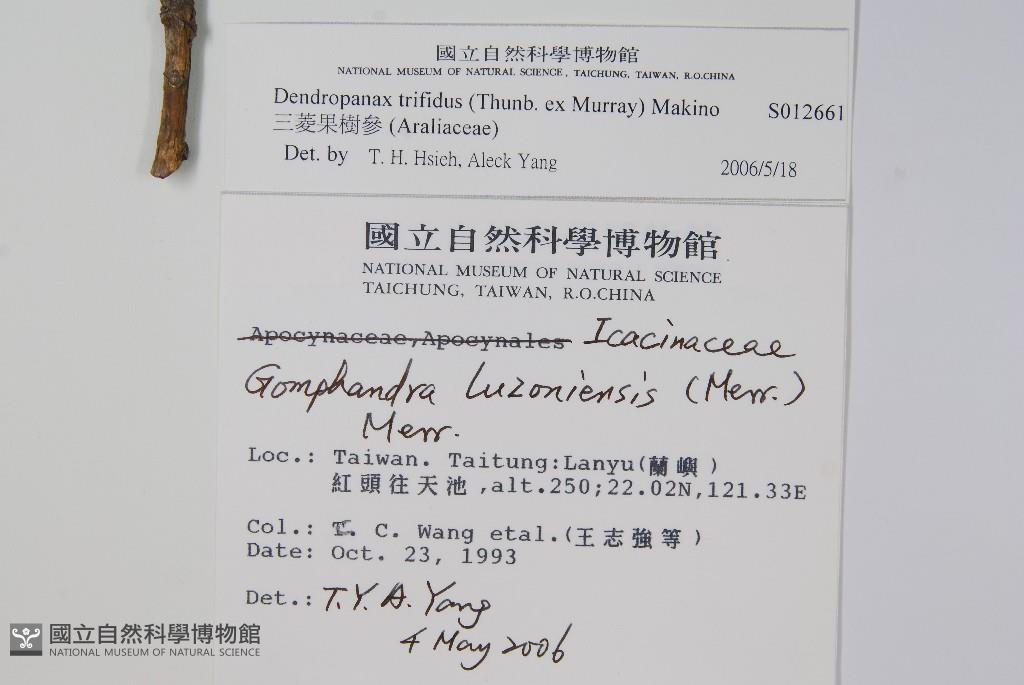 國立自然科學博物館
NATIONAL MUSEUM OF NATURAL SCIENCE, TAICHUNG, TAIWAN, R.O.CHINA
Dendropanax trifidus (Thunb. ex Murray) Makino S012661
三菱果樹參 (Araliaceae)
Det. by T. H. Hsieh, Aleck Yang 2006/5/18
國立自然科學博物館
NATIONAL MUSEUM OF NATURAL SCIENCE
TAICHUNG, TAIWAN, R.O.CHINA
Apocynaceae,Apocynales Icacinaceae
Gomphandra luzoniensis (Merr.)
Merr.
Loc.: Taiwan. Taitung:Lanyu(蘭嶼)
紅頭往天池,alt.250;22.02N,121.33E
Col.: C. Wang etal.(王志強等)
Date: Oct. 23, 1993
Det.: T.Y.A. Yang
4 May 2006
國立自然科學博物館
NATIONAL MUSEUM OF NATURAL SCIENCE